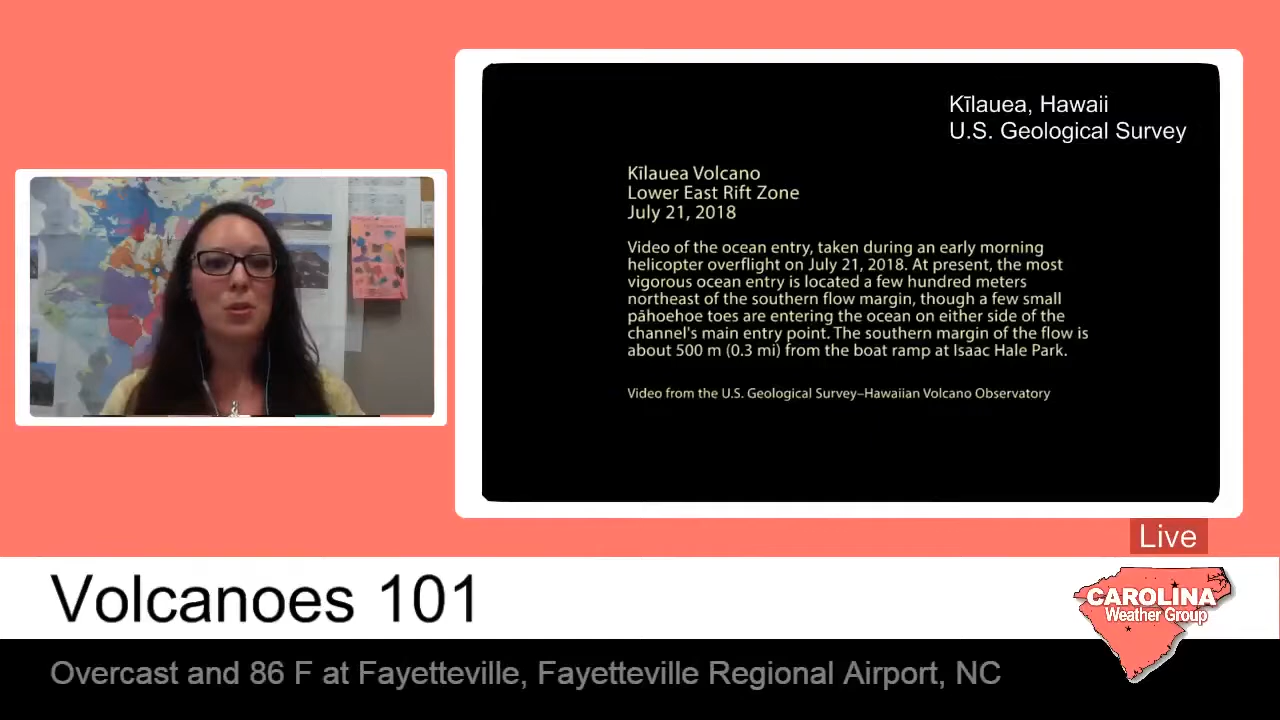 Kīlauea, Hawaii
U.S. Geological Survey
Kīlauea Volcano
Lower East Rift Zone
July 21, 2018
Video of the ocean entry, taken during an early morning
helicopter overflight on July 21, 2018. At present, the most
vigorous ocean entry is located a few hundred meters
northeast of the southern flow margin, though a few small
pāhoehoe toes are entering the ocean on either side of the
channel's main entry point. The southern margin of the flow is
about 500 m (0.3 mi) from the boat ramp at Isaac Hale Park.
Video from the U.S. Geological Survey–Hawaiian Volcano Observatory
Live
Volcanoes 101
CAROLINA
Weather Group
Overcast and 86 F at Fayetteville, Fayetteville Regional Airport, NC